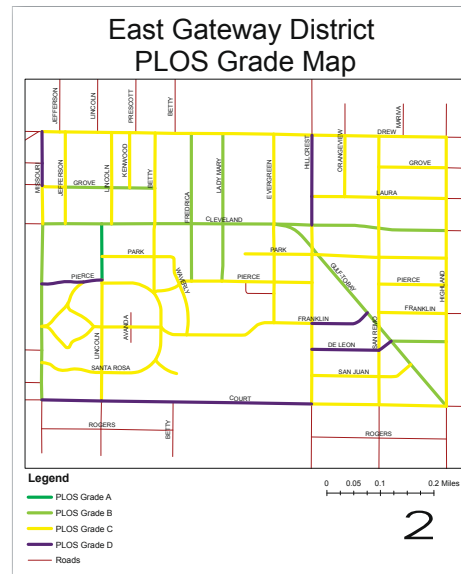 East Gateway District
PLOS Grade Map
JEFFERSON
LINCOLN
PRESCOTT
BETTY
MARIVA
DREW
MISSOURI
JEFFERSON
LINCOLN
KENWOOD
BETTY
FREDRICA
LADY MARY
EVERGREEN
HILLCREST
ORANGEVIEW
GROVE
GROVE
LAURA
CLEVELAND
PARK
PARK
WAVERLY
GULF-TO-BAY
PIERCE
PIERCE
PIERCE
HIGHLAND
AVANDA
FRANKLIN
FRANKLIN
SAN REMO
LINCOLN
DE LEON
SANTA ROSA
SAN JUAN
COURT
ROGERS
BETTY
ROGERS
Legend
PLOS Grade A
PLOS Grade B
PLOS Grade C
PLOS Grade D
Roads
0 0.05 0.1 0.2 Miles
2